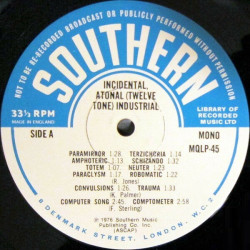 NOT TO BE RE-RECORDED BROADCAST OR PUBLICLY PERFORMED WITHOUT PERMISSION
SOUTHERN
INCIDENTAL,
ATONAL (TWELVE
TONE) INDUSTRIAL
33⅓ RPM
MADE IN ENGLAND
LIBRARY OF
RECORDED
MUSIC LTD
SIDE A
MONO
MQLP-45
PARAMIRROR 1:28 TERZICHORIA 1:14
AMPHOTERIC 1:13 SCHIZANDO 1:32
TOTEM 1:07 NEUTER 1:23
PARACLYSM 1:17 ROBOMATIC 1:22
(R. Jones)
CONVULSIONS 1:26 TRAUMA 1:33
(K. Palmer)
COMPUTER SONG 2:45 COMPTOMETER 2:58
(F. Sterling)
℗ 1976 Southern Music
Publishing Co. Inc.
(ASCAP)
8 DENMARK STREET, LONDON, W.C.2